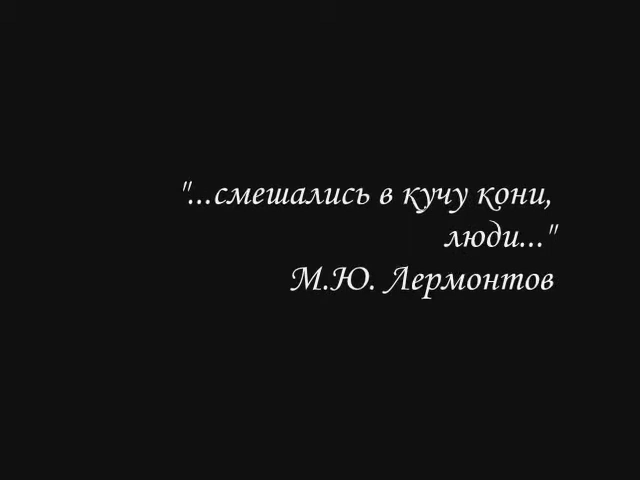 "...смешались в кучу кони,
люди..."
М.Ю. Лермонтов